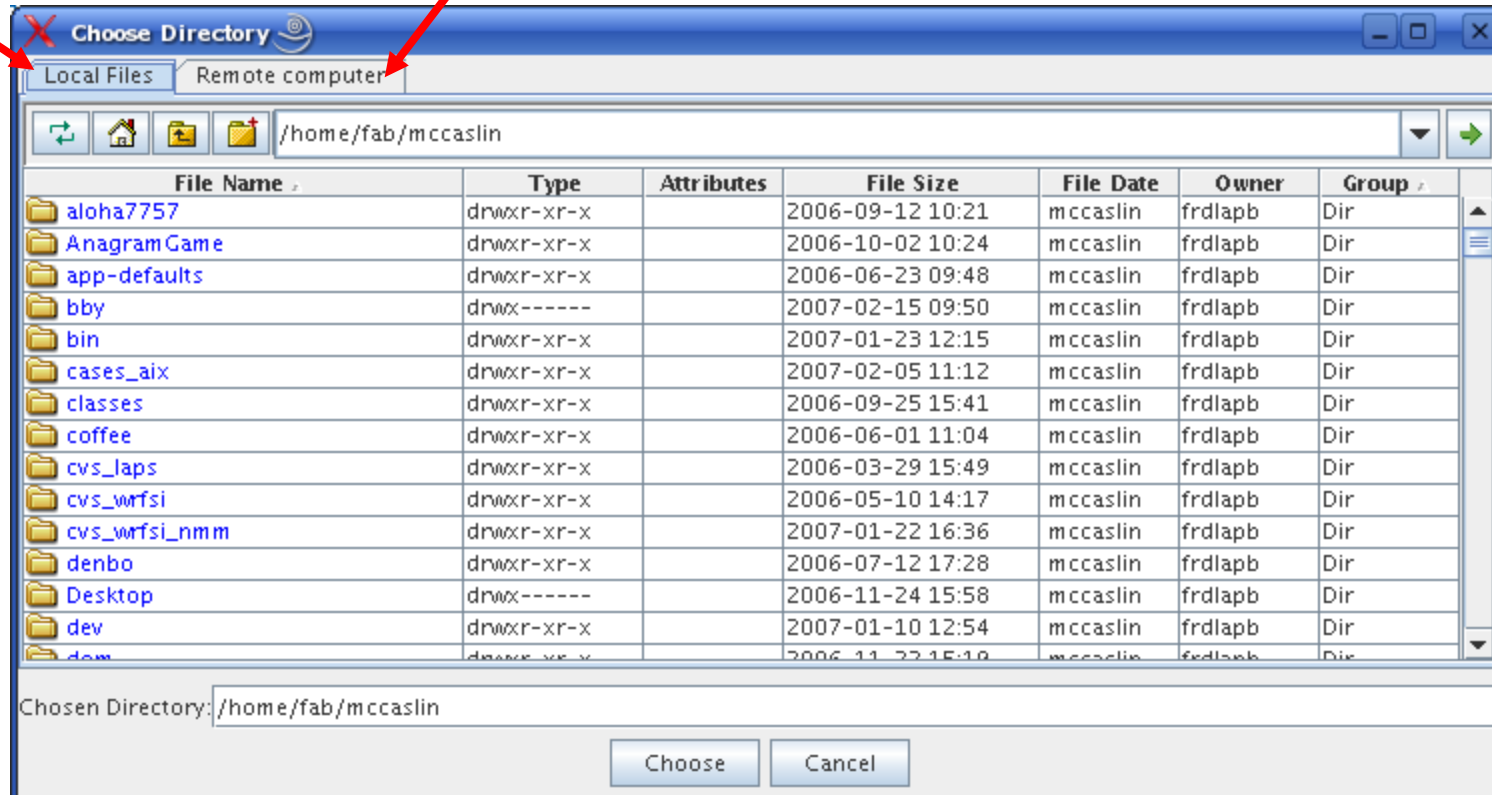 Choose Directory
Local Files Remote computer
/home/fab/mccaslin
File Name Type Attributes File Size File Date Owner Group
aloha7757 drwxr-xr-x 2006-09-12 10:21 mccaslin frdlapb Dir
AnagramGame drwxr-xr-x 2006-10-02 10:24 mccaslin frdlapb Dir
app-defaults drwxr-xr-x 2006-06-23 09:48 mccaslin frdlapb Dir
bby drwx------ 2007-02-15 09:50 mccaslin frdlapb Dir
bin drwxr-xr-x 2007-01-23 12:15 mccaslin frdlapb Dir
cases_aix drwxr-xr-x 2007-02-05 11:12 mccaslin frdlapb Dir
classes drwxr-xr-x 2006-09-25 15:41 mccaslin frdlapb Dir
coffee drwxr-xr-x 2006-06-01 11:04 mccaslin frdlapb Dir
cvs_laps drwxr-xr-x 2006-03-29 15:49 mccaslin frdlapb Dir
cvs_wrfsi drwxr-xr-x 2006-05-10 14:17 mccaslin frdlapb Dir
cvs_wrfsi_nmm drwxr-xr-x 2007-01-22 16:36 mccaslin frdlapb Dir
denbo drwxr-xr-x 2006-07-12 17:28 mccaslin frdlapb Dir
Desktop drwx------ 2006-11-24 15:58 mccaslin frdlapb Dir
dev drwxr-xr-x 2007-01-10 12:54 mccaslin frdlapb Dir
drwxr-xr-x mccaslin frdlapb Dir
Chosen Directory: /home/fab/mccaslin
Choose Cancel